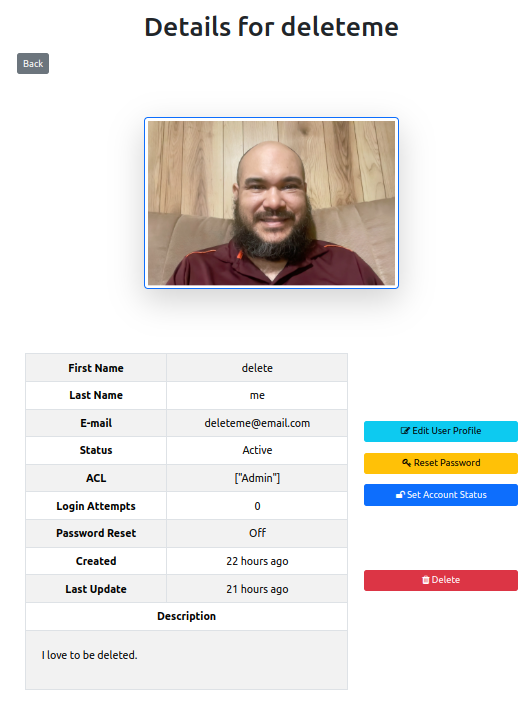 Details for deleteme
Back
First Name delete
Last Name me
E-mail deleteme@email.com
Status Active
ACL ["Admin"]
Login Attempts 0
Password Reset Off
Created 22 hours ago
Last Update 21 hours ago
Description
I love to be deleted.
Edit User Profile
Reset Password
Set Account Status
Delete